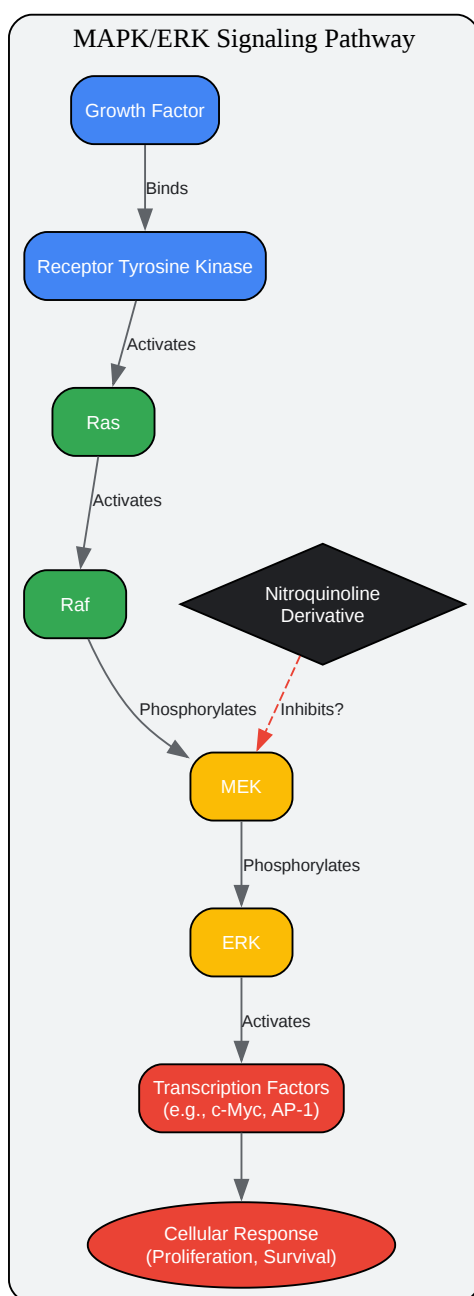 MAPK/ERK Signaling Pathway
Growth Factor
Binds
Receptor Tyrosine Kinase
Activates
Ras
Activates
Raf
Nitroquinoline
Derivative
Phosphorylates
Inhibits?
MEK
Phosphorylates
ERK
Activates
Transcription Factors
(e.g., c-Myc, AP-1)
Cellular Response
(Proliferation, Survival)